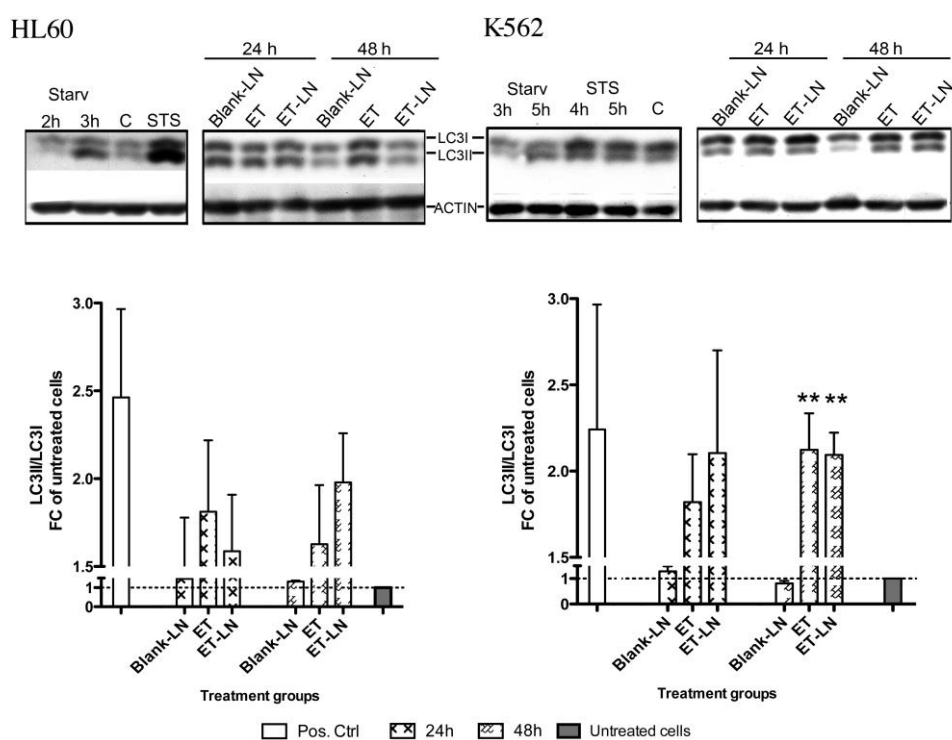 HL60
24 h 48 h
Starv
2h 3h C STS
Blank-LN ET ET-LN Blank-LN ET ET-LN
LC3I
LC3II
ACTIN
K-562
24 h 48 h
Starv STS
3h 5h 4h 5h C
Blank-LN ET ET-LN Blank-LN ET ET-LN
LC3II/LC3I
FC of untreated cells
3.0
2.5
2.0
1.5
1
0
Blank-LN ET ET-LN Blank-LN ET ET-LN
Treatment groups
LC3II/LC3I
FC of untreated cells
3.0
2.5
2.0
1.5
1
0
** **
Blank-LN ET ET-LN Blank-LN ET ET-LN
Treatment groups
Pos. Ctrl 24h 48h Untreated cells